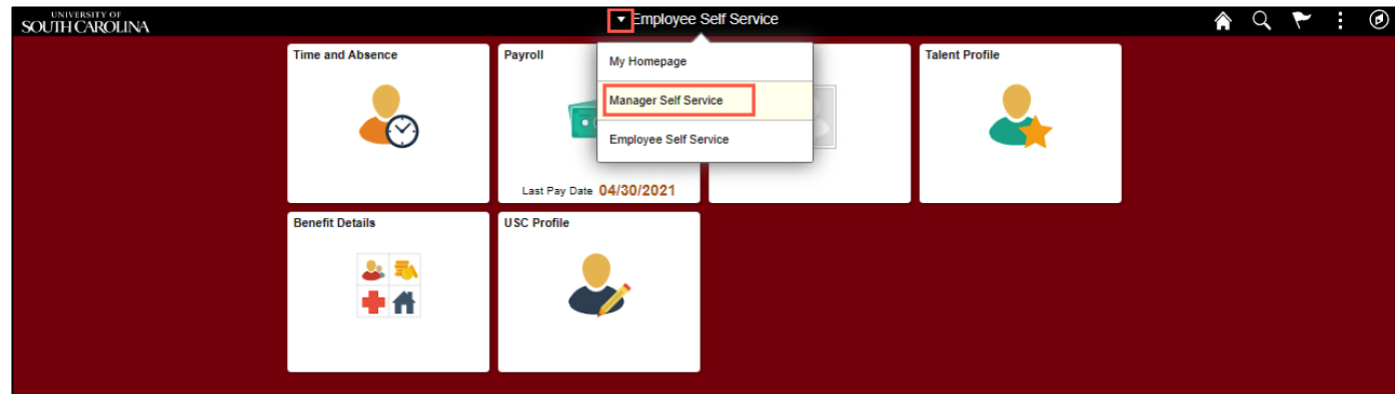 UNIVERSITY OF
SOUTH CAROLINA
Employee Self Service
Time and Absence
Payroll
Last Pay Date 04/30/2021
My Homepage
Manager Self Service
Employee Self Service
Talent Profile
Benefit Details
USC Profile